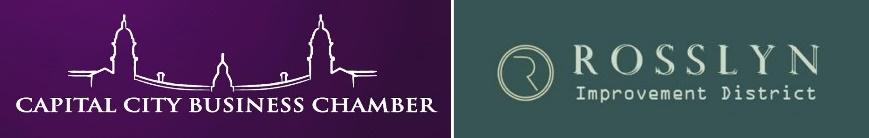 CAPITAL CITY BUSINESS CHAMBER
R
ROSSLYN
Improvement District